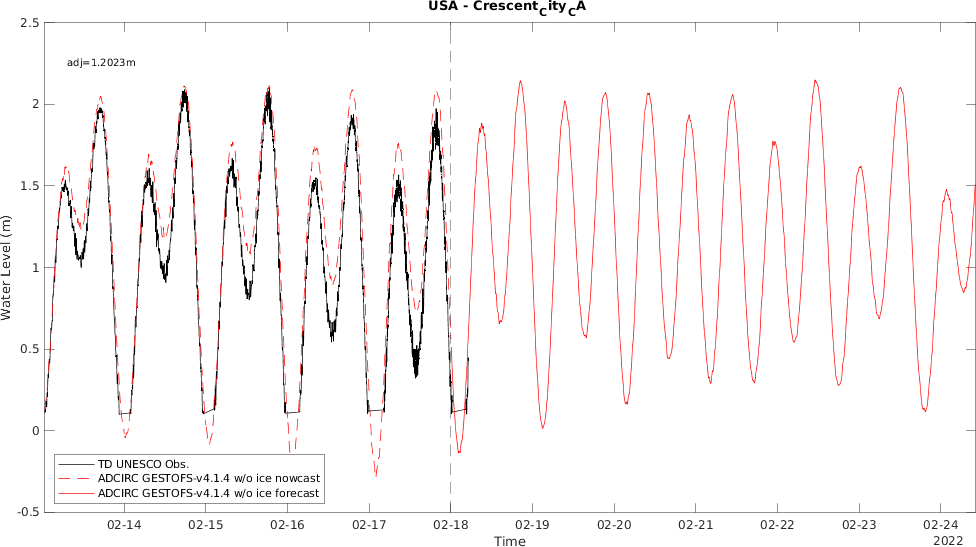 USA - Crescent_City_CA
2.5
adj=1.2023m
2
1.5
1
0.5
0
-0.5
Water Level (m)
TD UNESCO Obs.
ADCIRC GESTOFS-v4.1.4 w/o ice nowcast
ADCIRC GESTOFS-v4.1.4 w/o ice forecast
02-14 02-15 02-16 02-17 02-18 02-19 02-20 02-21 02-22 02-23 02-24
Time 2022